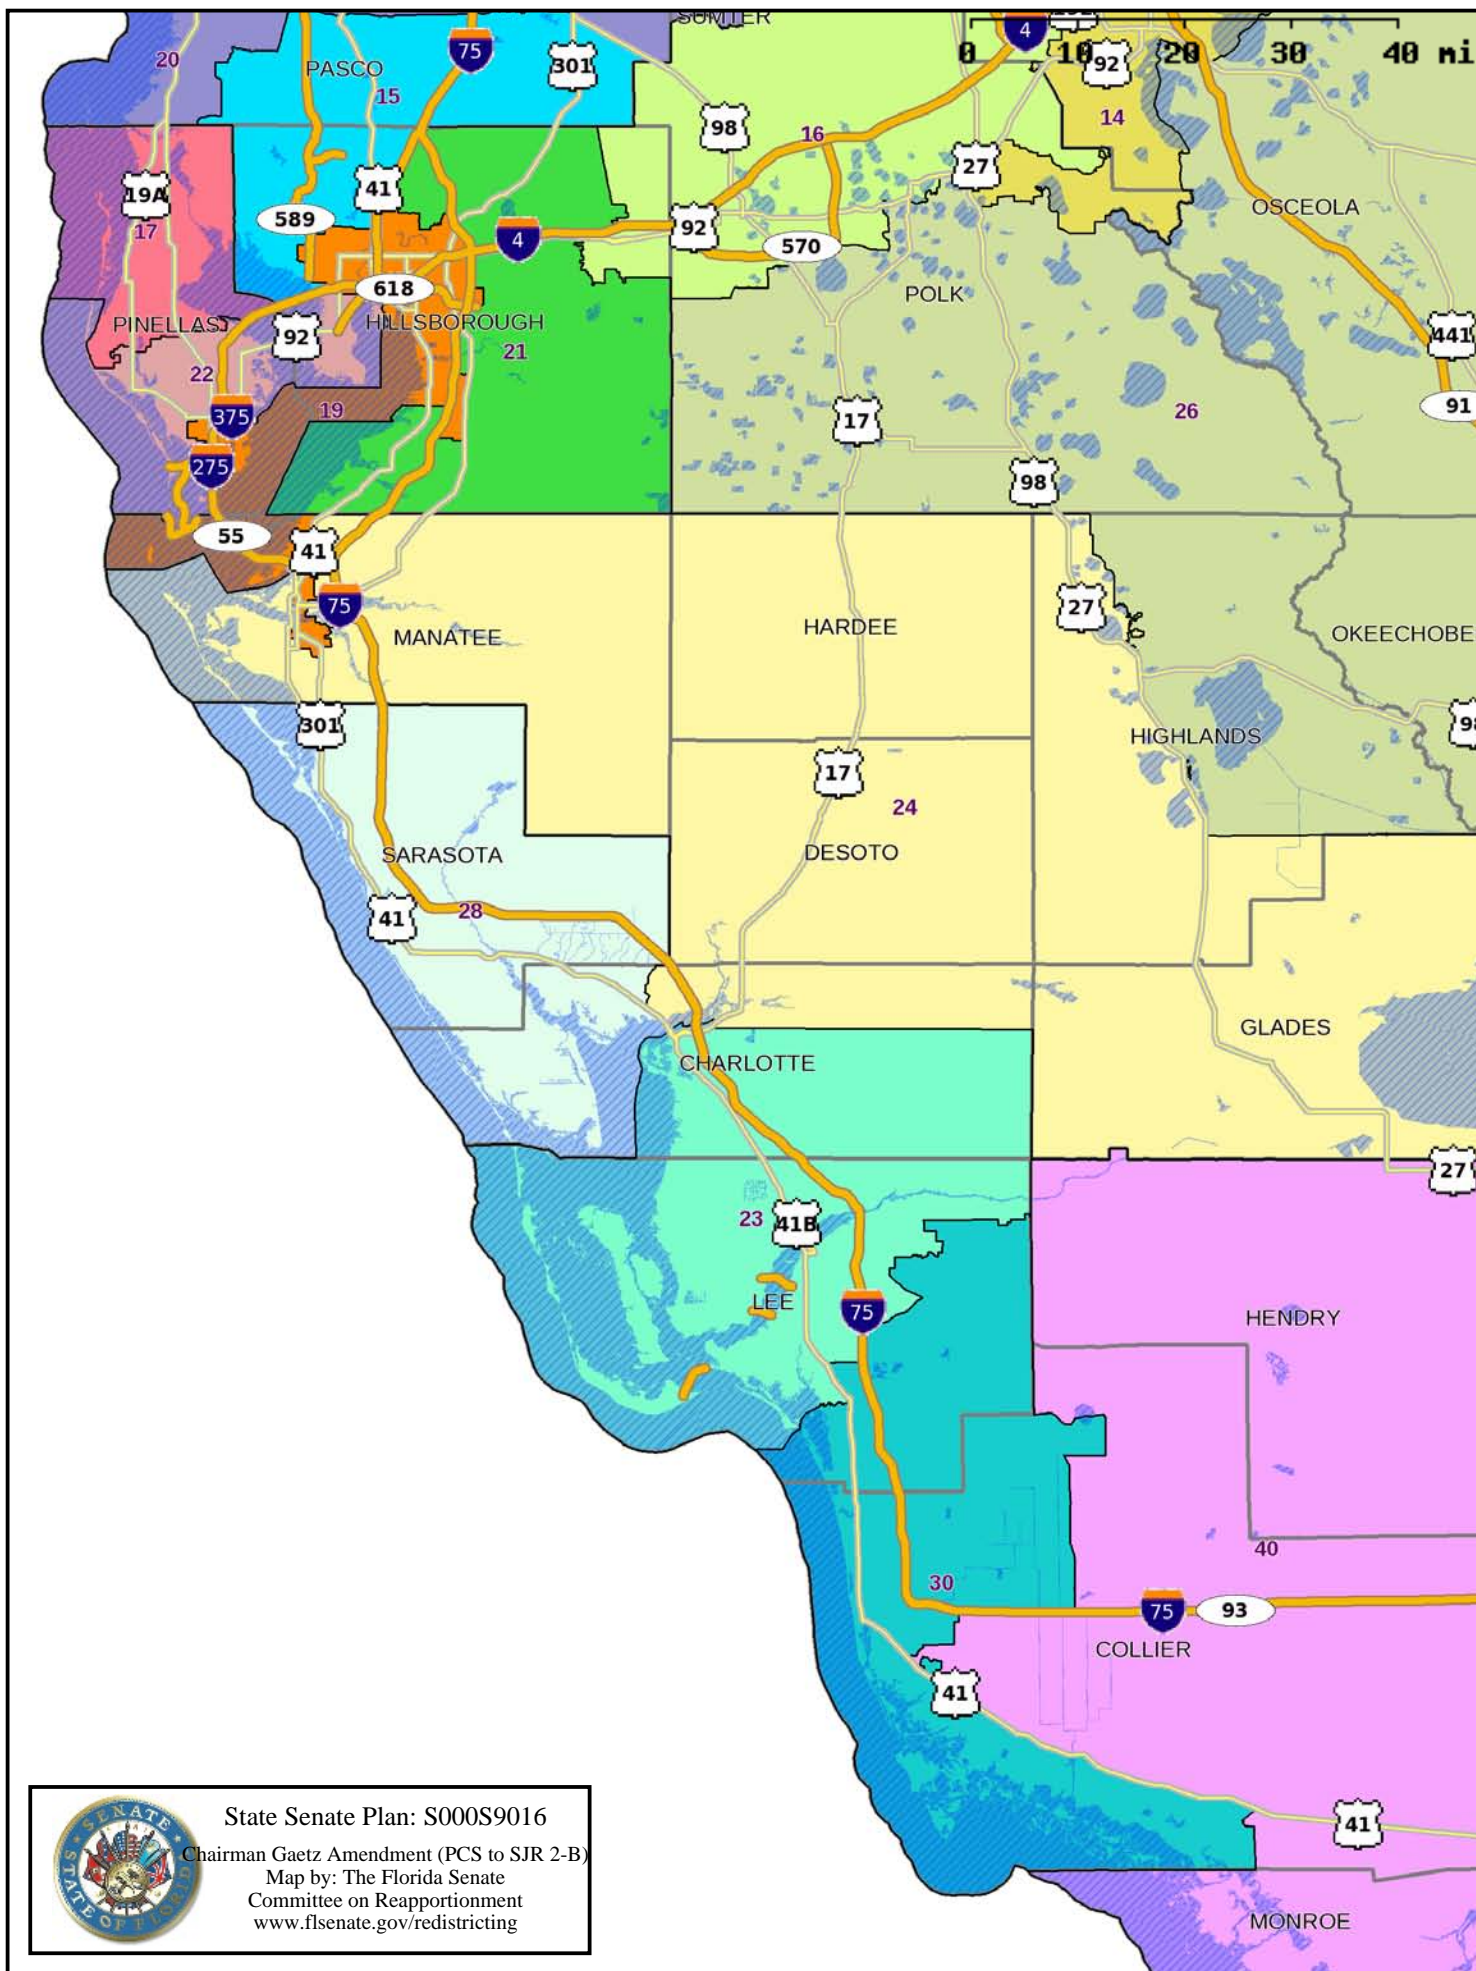 SUMTER
4
0 10 20 30 40 mi
20
PASCO
75
301
92
15
98
16
14
27
19A
41
589
17
OSCEOLA
92
4
570
618
POLK
PINELLAS
92
HILLSBOROUGH
441
21
22
375
19
17
26
91
275
98
55
41
75
27
MANATEE
HARDEE
OKEECHOBE
301
98
HIGHLANDS
17
24
SARASOTA
DESOTO
41
28
GLADES
CHARLOTTE
27
23
41B
LEE
75
HENDRY
40
30
75
93
COLLIER
41
41
MONROE
SENATE
STATE OF FLORIDA
State Senate Plan: S000S9016
Chairman Gaetz Amendment (PCS to SJR 2-B)
Map by: The Florida Senate
Committee on Reapportionment
www.flsenate.gov/redistricting